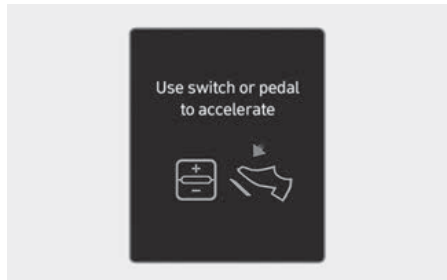 Use switch or pedal
to accelerate
+
−